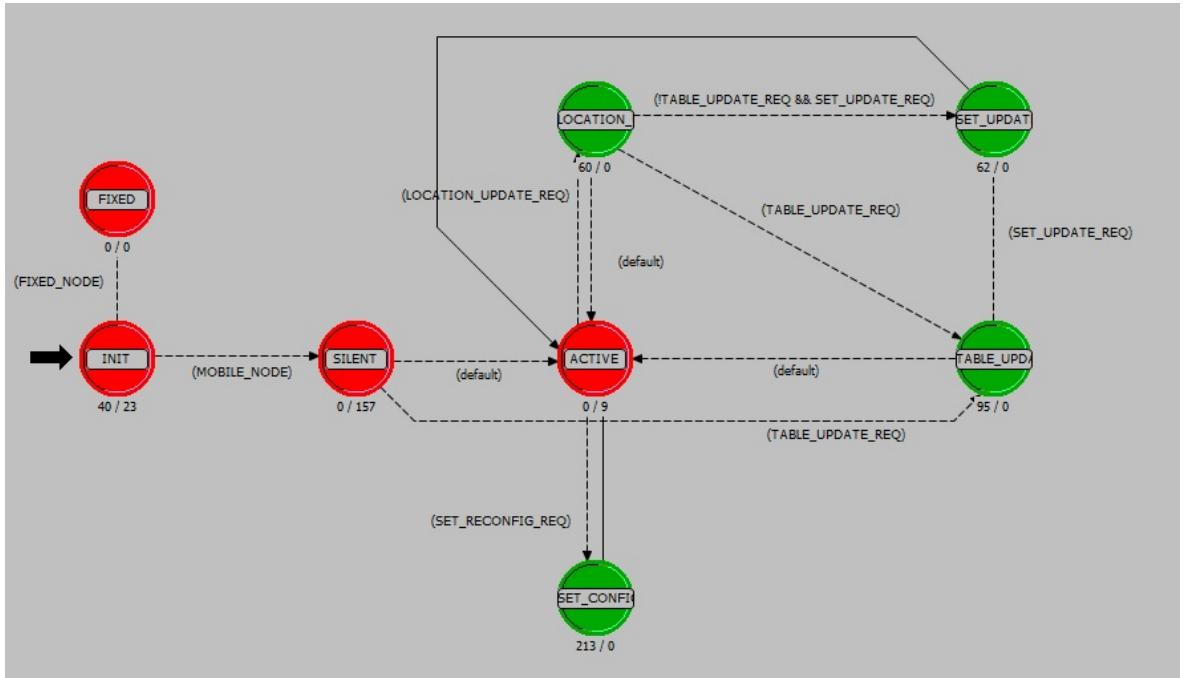 (!TABLE_UPDATE_REQ && SET_UPDATE_REQ)
LOCATION_
SET_UPDAT
60 / 0
62 / 0
FIXED
(LOCATION_UPDATE_REQ)
(TABLE_UPDATE_REQ)
(SET_UPDATE_REQ)
0 / 0
(default)
(FIXED_NODE)
INIT
SILENT
ACTIVE
TABLE_UPDA
(MOBILE_NODE)
(default)
(default)
40 / 23
0 / 157
0 / 9
95 / 0
(TABLE_UPDATE_REQ)
(SET_RECONFIG_REQ)
SET_CONFI
213 / 0